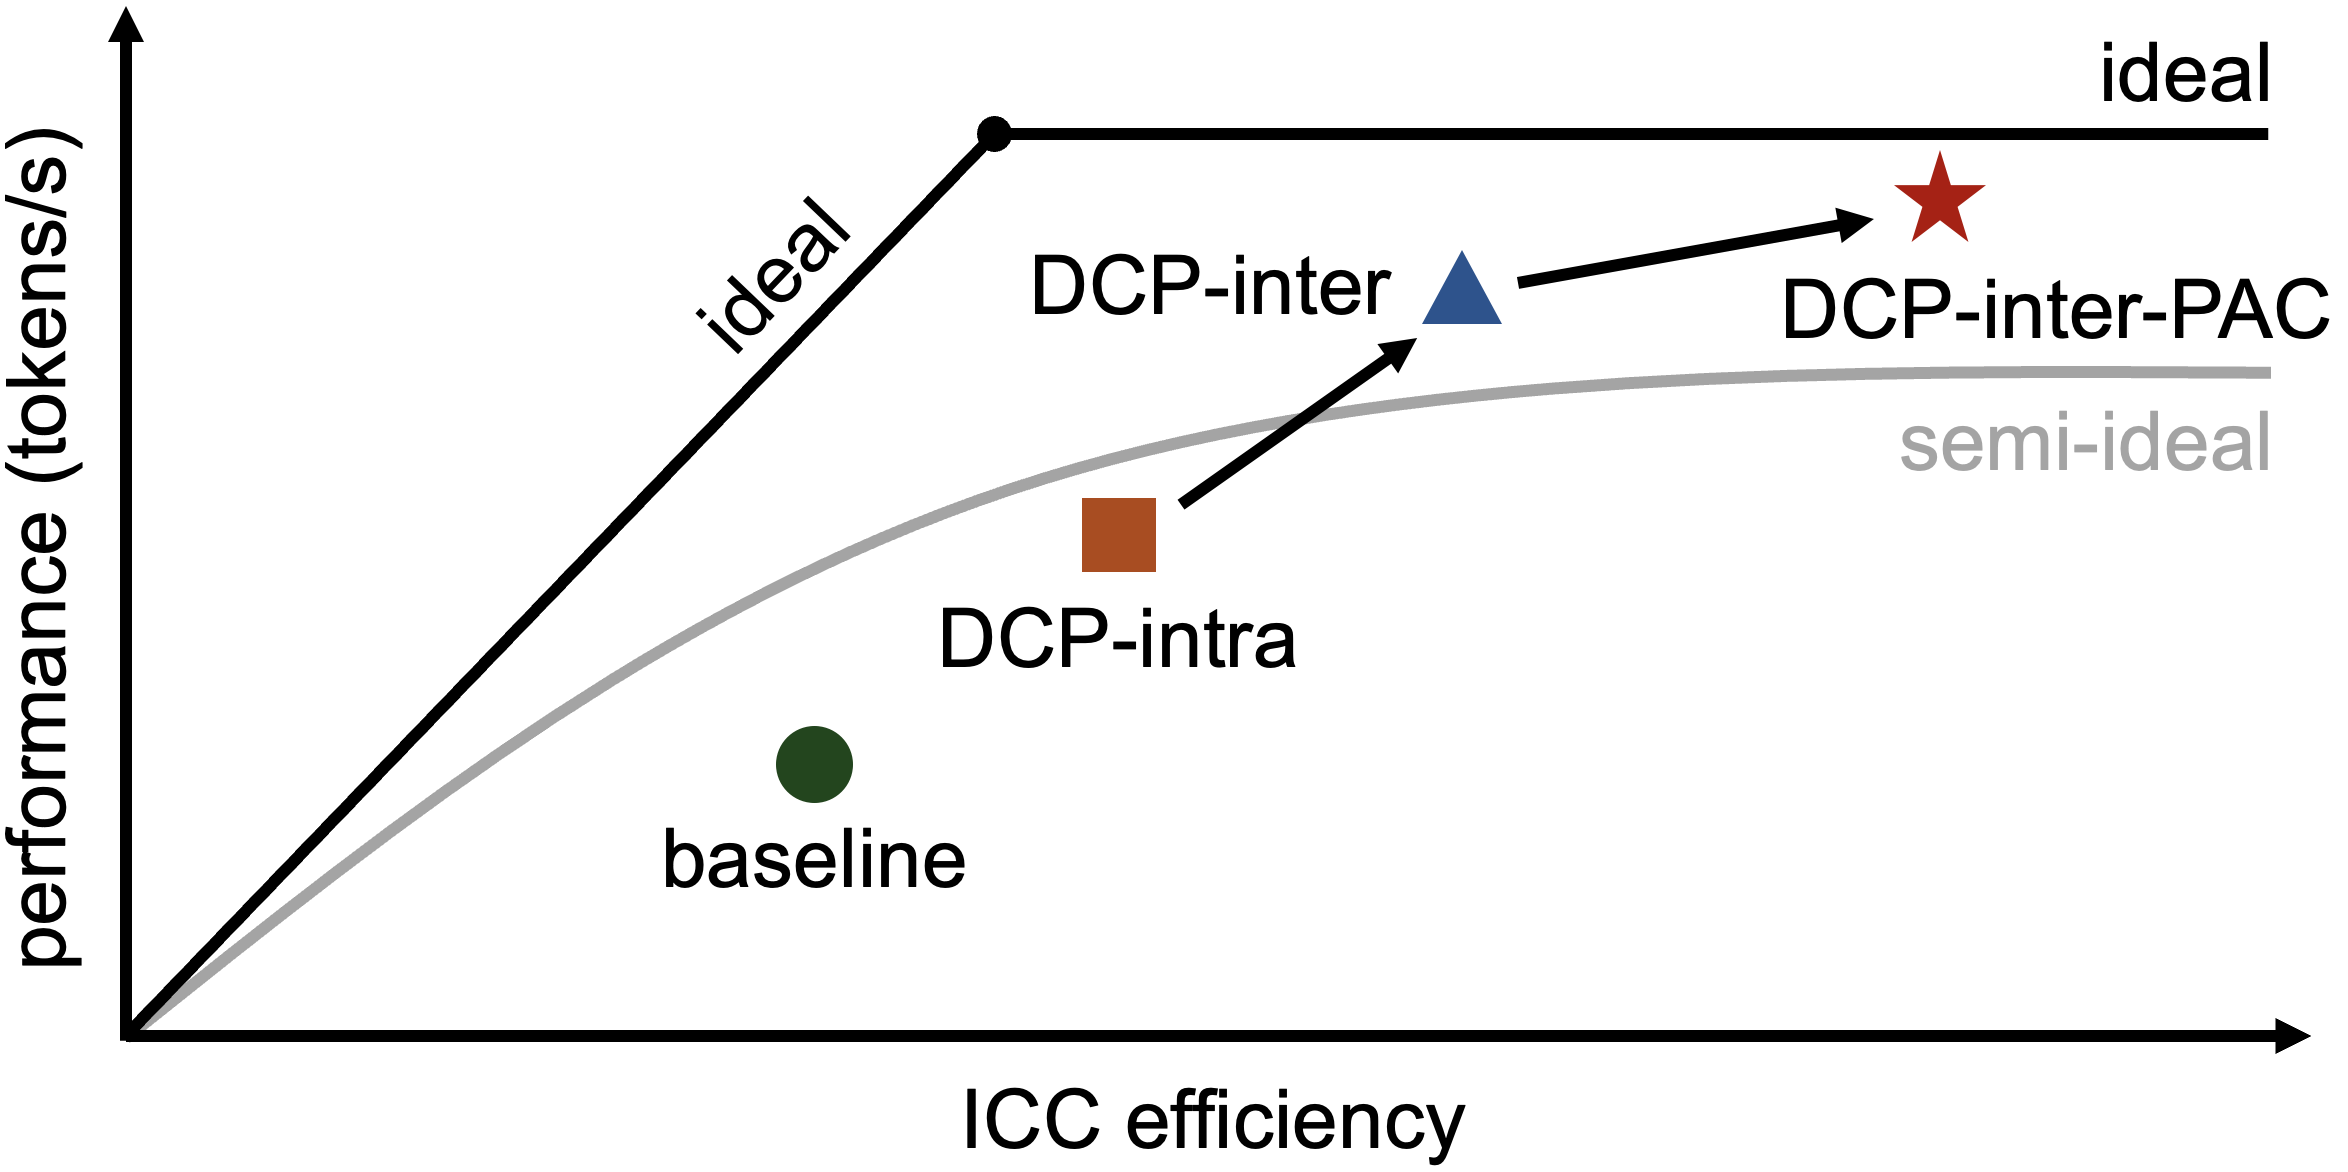 ideal
ideal
DCP-inter
DCP-inter-PAC
semi-ideal
DCP-intra
baseline
performance (tokens/s)
ICC efficiency